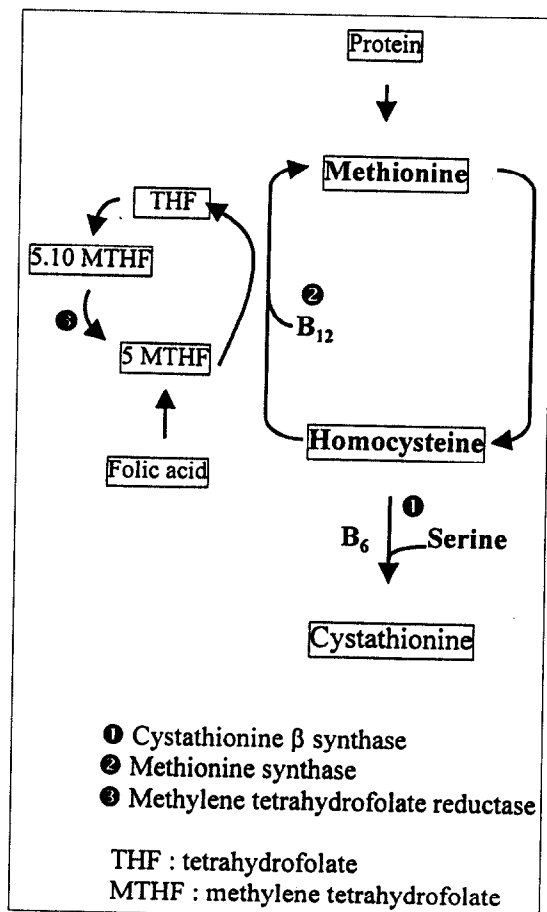 Protein
Methionine
THF
5.10 MTHF
❷
B₁₂
❸
5 MTHF
Homocysteine
Folic acid
❶
B₆
Serine
Cystathionine
❶ Cystathionine β synthase
❷ Methionine synthase
❸ Methylene tetrahydrofolate reductase
THF : tetrahydrofolate
MTHF : methylene tetrahydrofolate